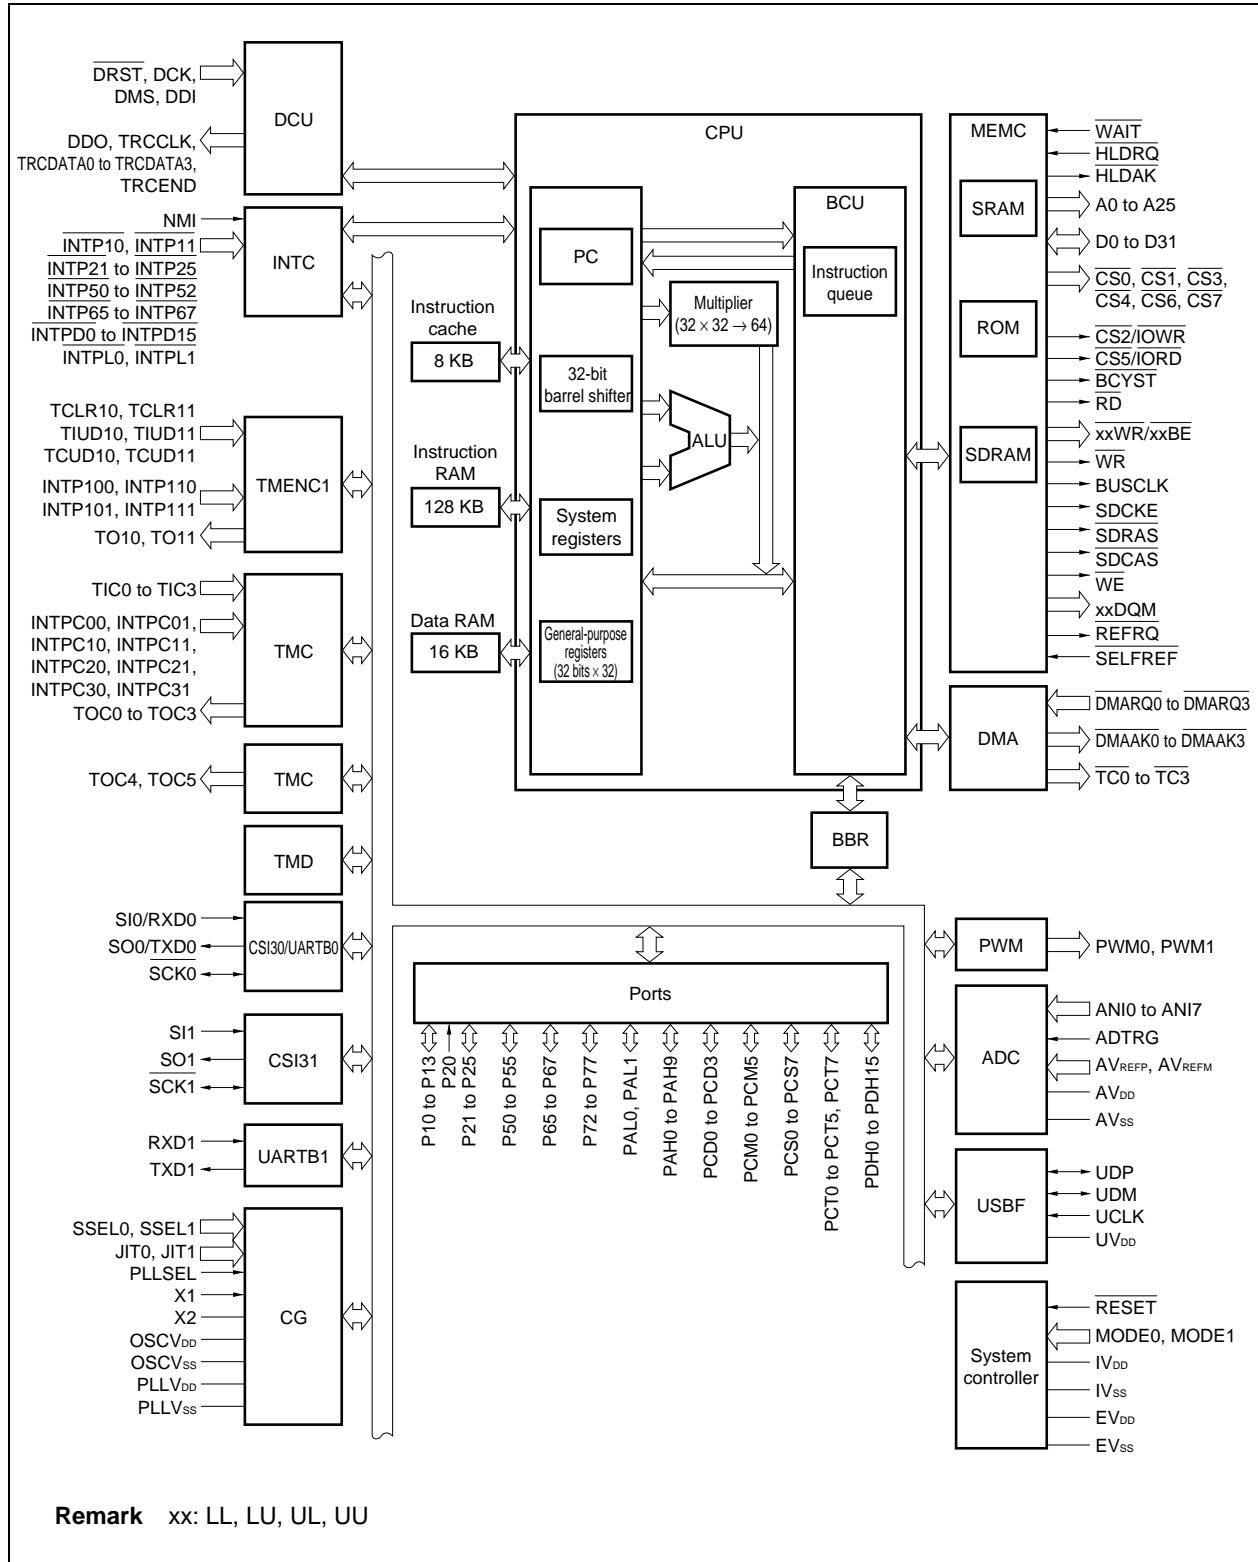 DRST, DCK,
DMS, DDI
DDO, TRCCLK,
TRCDATA0 to TRCDATA3,
TRCEND
DCU
NMI
INTP10, INTP11
INTP21 to INTP25
INTP50 to INTP52
INTP65 to INTP67
INTPD0 to INTPD15
INTPL0, INTPL1
INTC
TCLR10, TCLR11
TIUD10, TIUD11
TCUD10, TCUD11
INTP100, INTP110
INTP101, INTP111
TO10, TO11
TMENC1
TIC0 to TIC3
INTPC00, INTPC01,
INTPC10, INTPC11,
INTPC20, INTPC21,
INTPC30, INTPC31
TOC0 to TOC3
TMC
TOC4, TOC5
TMC
TMD
SI0/RXD0
SO0/TXD0
SCK0
CSI30/UARTB0
SI1
SO1
SCK1
CSI31
RXD1
TXD1
UARTB1
SSEL0, SSEL1
JIT0, JIT1
PLLSEL
X1
X2
OSCVDD
OSCVSS
PLLVDD
PLLVSS
CG
CPU
Instruction
cache
8 KB
Instruction
RAM
128 KB
Data RAM
16 KB
PC
32-bit
barrel shifter
System
registers
General-purpose
registers
(32 bits × 32)
Multiplier
(32 × 32 → 64)
ALU
BCU
Instruction
queue
BBR
Ports
P10 to P13
P20
P21 to P25
P50 to P55
P65 to P67
P72 to P77
PAL0, PAL1
PAH0 to PAH9
PCD0 to PCD3
PCM0 to PCM5
PCS0 to PCS7
PCT0 to PCT5, PCT7
PDH0 to PDH15
MEMC
SRAM
ROM
SDRAM
WAIT
HLDRQ
HLDAK
A0 to A25
D0 to D31
CS0, CS1, CS3,
CS4, CS6, CS7
CS2/IOWR
CS5/IORD
BCYST
RD
xxWR/xxBE
WR
BUSCLK
SDCKE
SDRAS
SDCAS
WE
xxDQM
REFRQ
SELFREF
DMA
DMARQ0 to DMARQ3
DMAAK0 to DMAAK3
TC0 to TC3
PWM
PWM0, PWM1
ADC
ANI0 to ANI7
ADTRG
AVREFP, AVREFM
AVDD
AVSS
USBF
UDP
UDM
UCLK
UVDD
System
controller
RESET
MODE0, MODE1
IVDD
IVSS
EVDD
EVSS
Remark xx: LL, LU, UL, UU